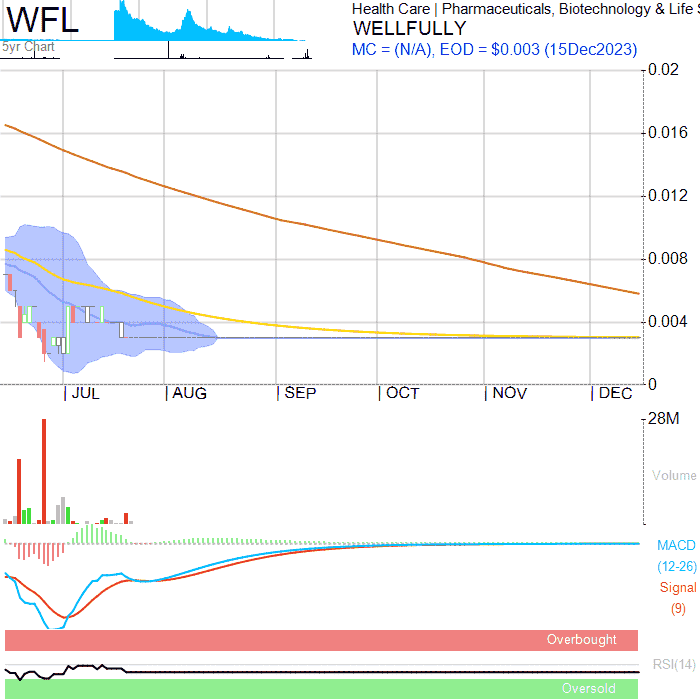 WFL
5yr Chart
Health Care | Pharmaceuticals, Biotechnology & Life S
WELLFULLY
MC = (N/A), EOD = $0.003 (15Dec2023)
0.02
0.016
0.012
0.008
0.004
0
JUL AUG SEP OCT NOV DEC
28M
Volume
MACD
(12-26)
Signal
(9)
Overbought
RSI(14)
Oversold